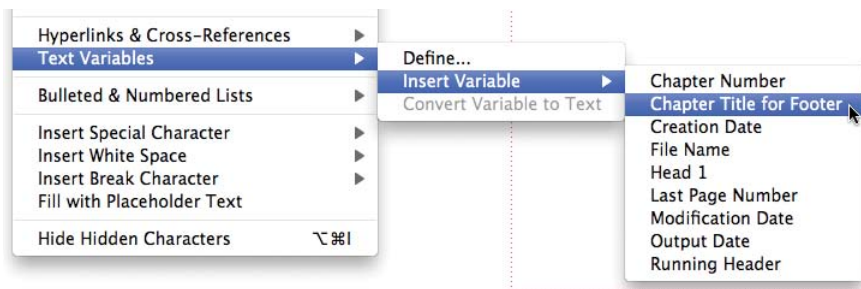 Hyperlinks & Cross-References
Text Variables
Bulleted & Numbered Lists
Insert Special Character
Insert White Space
Insert Break Character
Fill with Placeholder Text
Hide Hidden Characters ⌥⌘I
Define...
Insert Variable
Convert Variable to Text
Chapter Number
Chapter Title for Footer
Creation Date
File Name
Head 1
Last Page Number
Modification Date
Output Date
Running Header